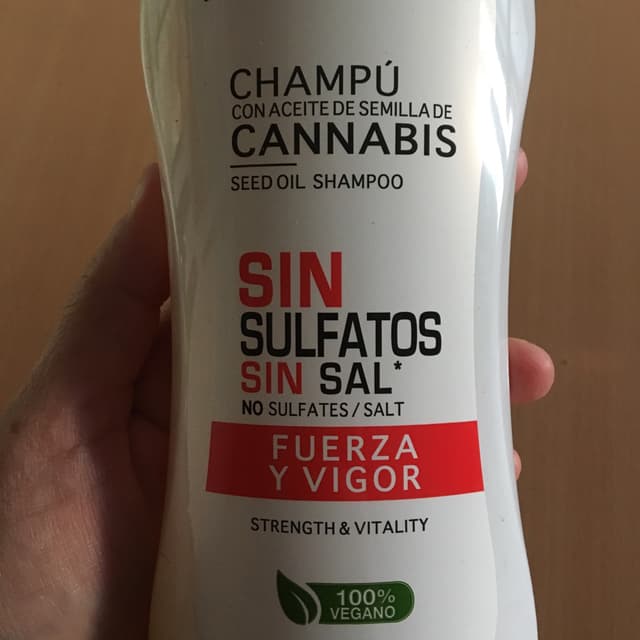 CHAMPÚ
CON ACEITE DE SEMILLA DE
CANNABIS
SEED OIL SHAMPOO
SIN
SULFATOS
SIN SAL*
NO SULFATES / SALT
FUERZA
Y VIGOR
STRENGTH & VITALITY
100%
VEGANO